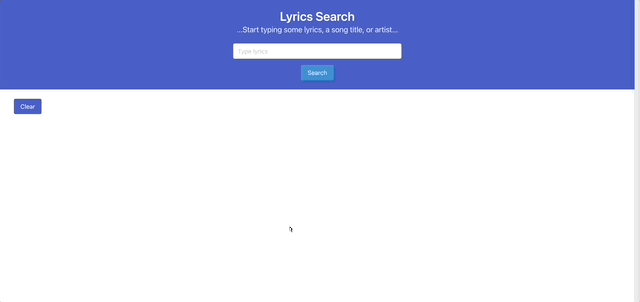 Lyrics Search
...Start typing some lyrics, a song title, or artist...
Type lyrics
Search
Clear